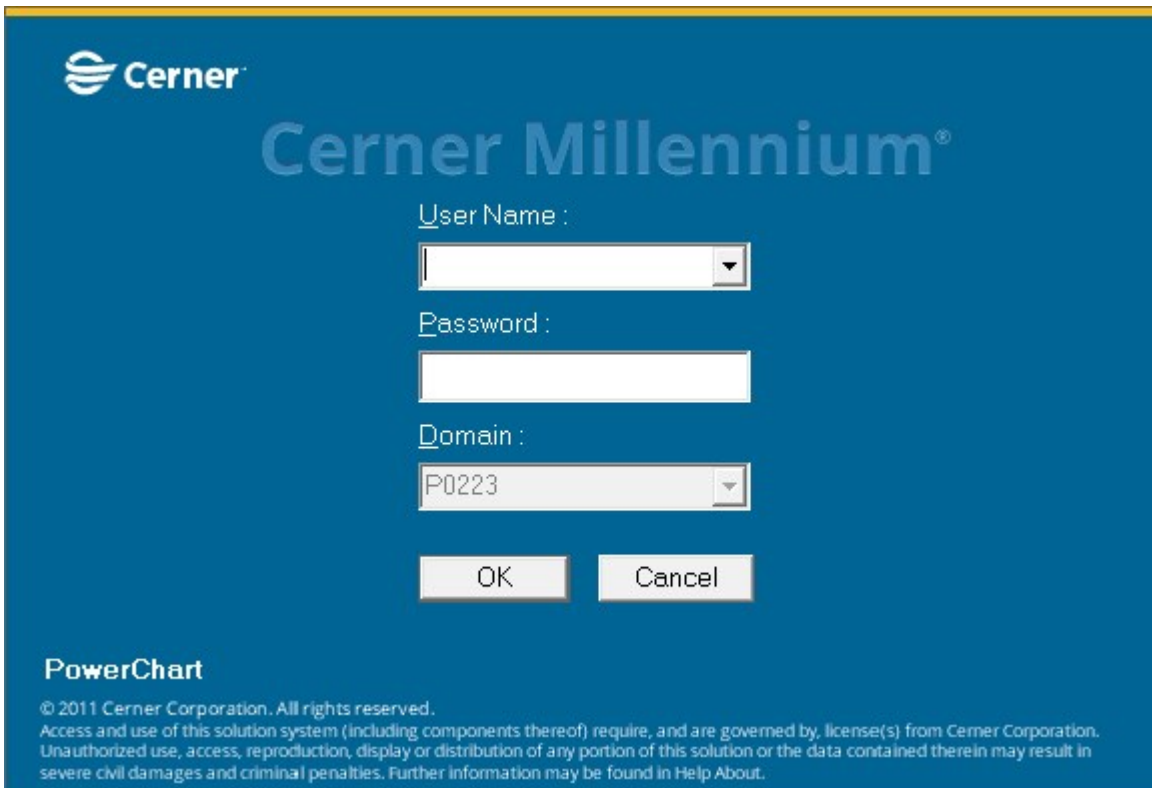 Cerner™
Cerner Millennium®
User Name :
Password :
Domain :
P0223
OK Cancel
PowerChart
© 2011 Cerner Corporation. All rights reserved.
Access and use of this solution system (including components thereof) require, and are governed by, license(s) from Cerner Corporation.
Unauthorized use, access, reproduction, display or distribution of any portion of this solution or the data contained therein may result in
severe civil damages and criminal penalties. Further information may be found in Help About.